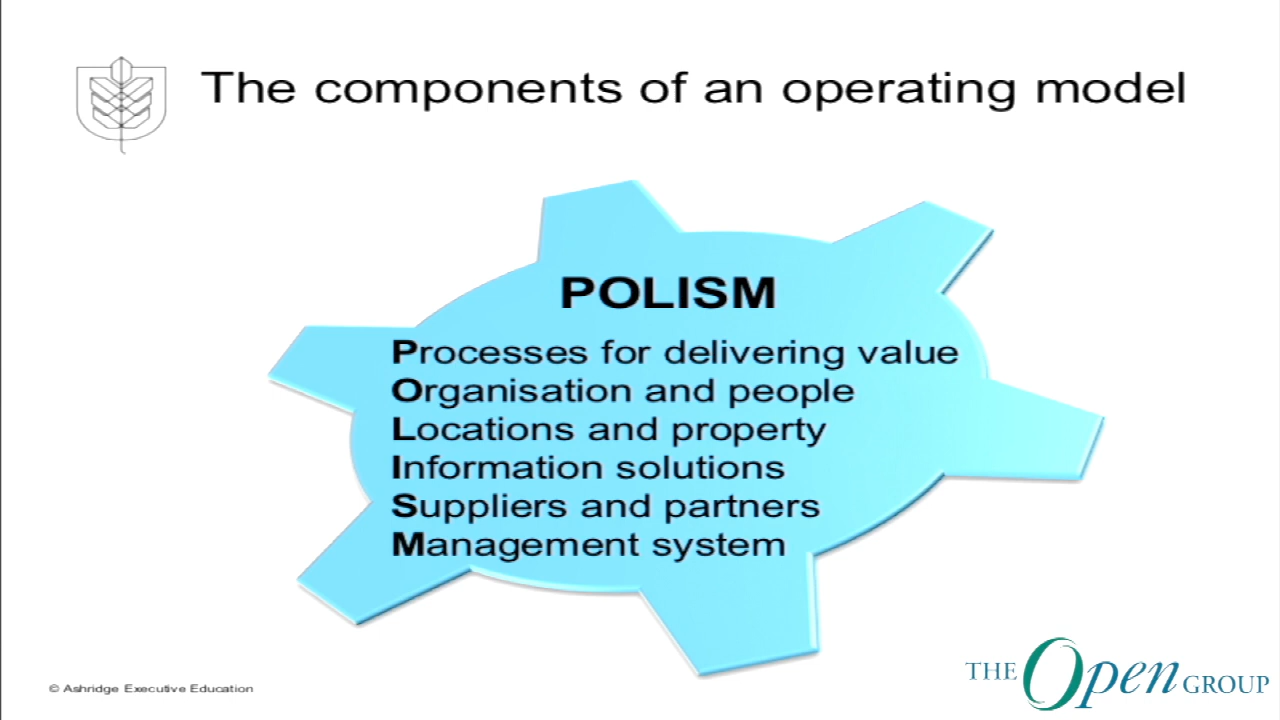 The components of an operating model
POLISM
Processes for delivering value
Organisation and people
Locations and property
Information solutions
Suppliers and partners
Management system
© Ashridge Executive Education
THE Open GROUP